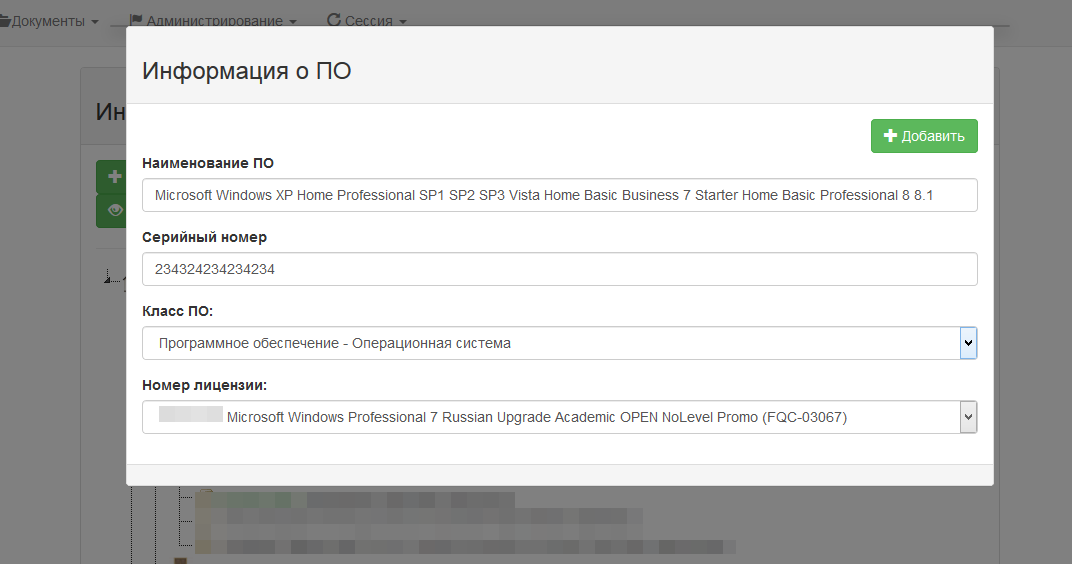 Документы
Администрирование
Сессия
Информация о ПО
Ин
Добавить
Наименование ПО
Microsoft Windows XP Home Professional SP1 SP2 SP3 Vista Home Basic Business 7 Starter Home Basic Professional 8 8.1
Серийный номер
234324234234234
Класс ПО:
Программное обеспечение - Операционная система
Номер лицензии:
Microsoft Windows Professional 7 Russian Upgrade Academic OPEN NoLevel Promo (FQC-03067)